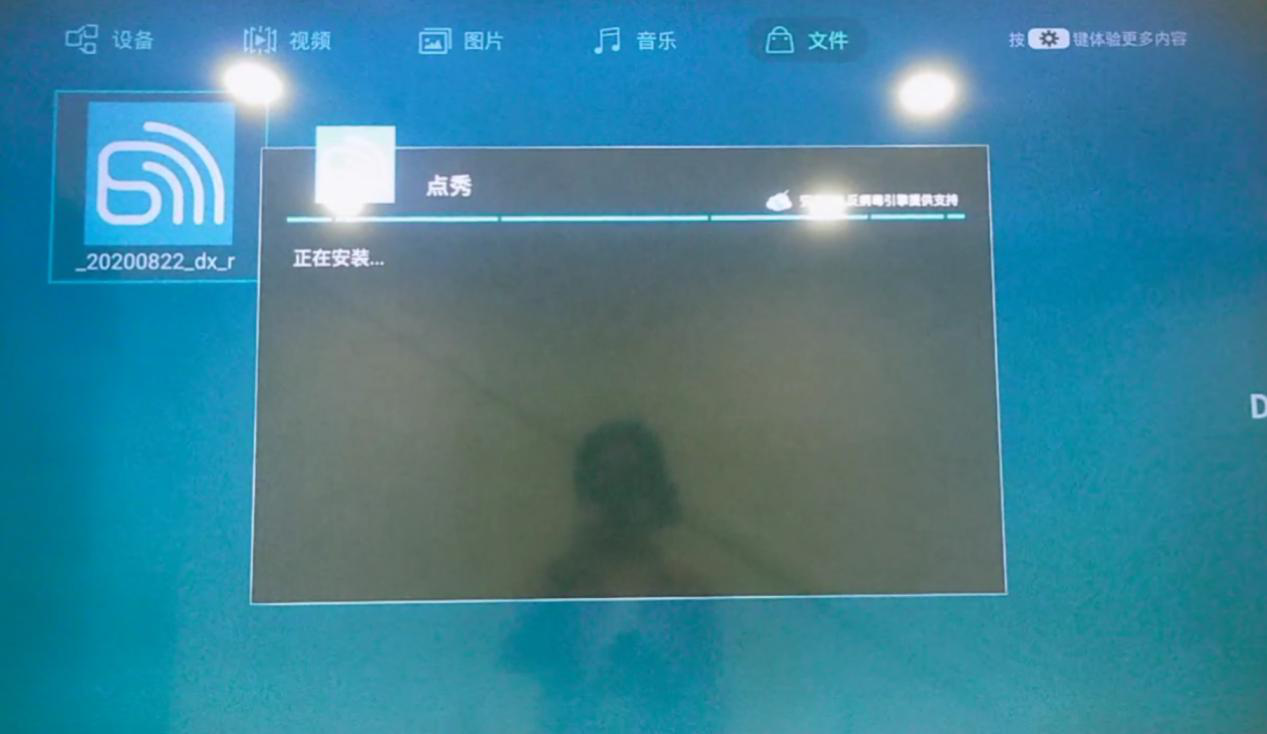 设备
视频
图片
音乐
文件
按 键体验更多内容
_20200822_dx_r
点秀
反病毒引擎提供支持
正在安装...
D